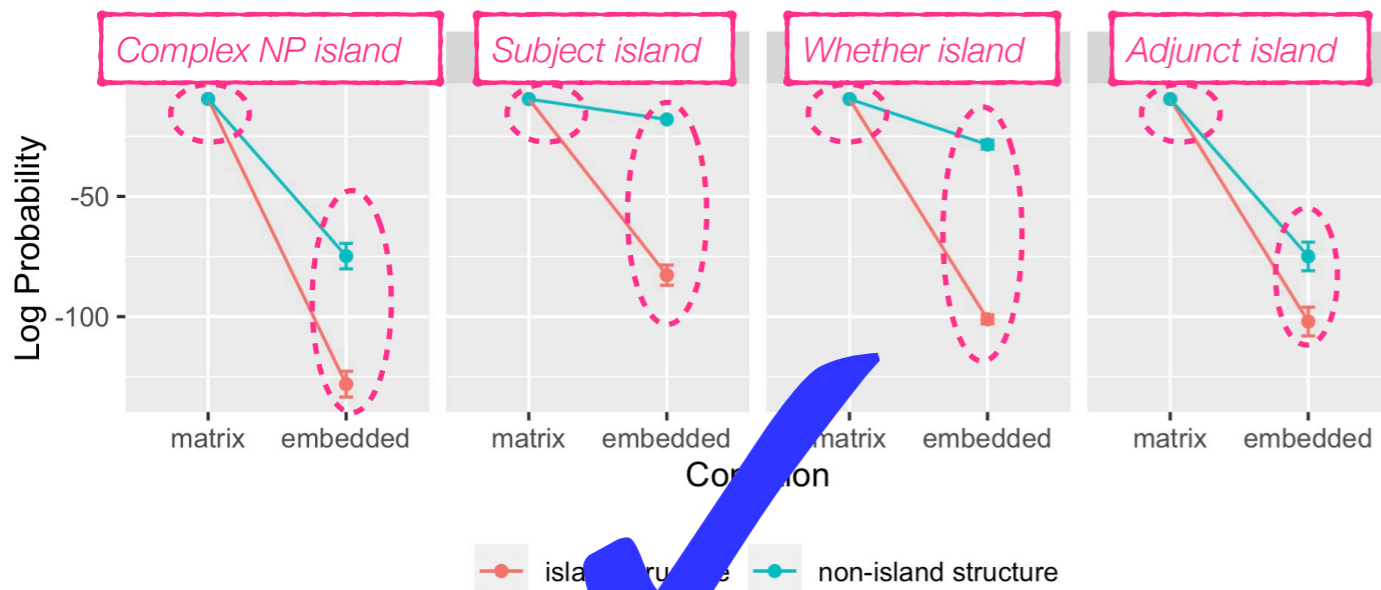 Complex NP island
Subject island
Whether island
Adjunct island
Log Probability
-50
-100
matrix embedded
matrix embedded
matrix embedded
matrix embedded
non-island structure